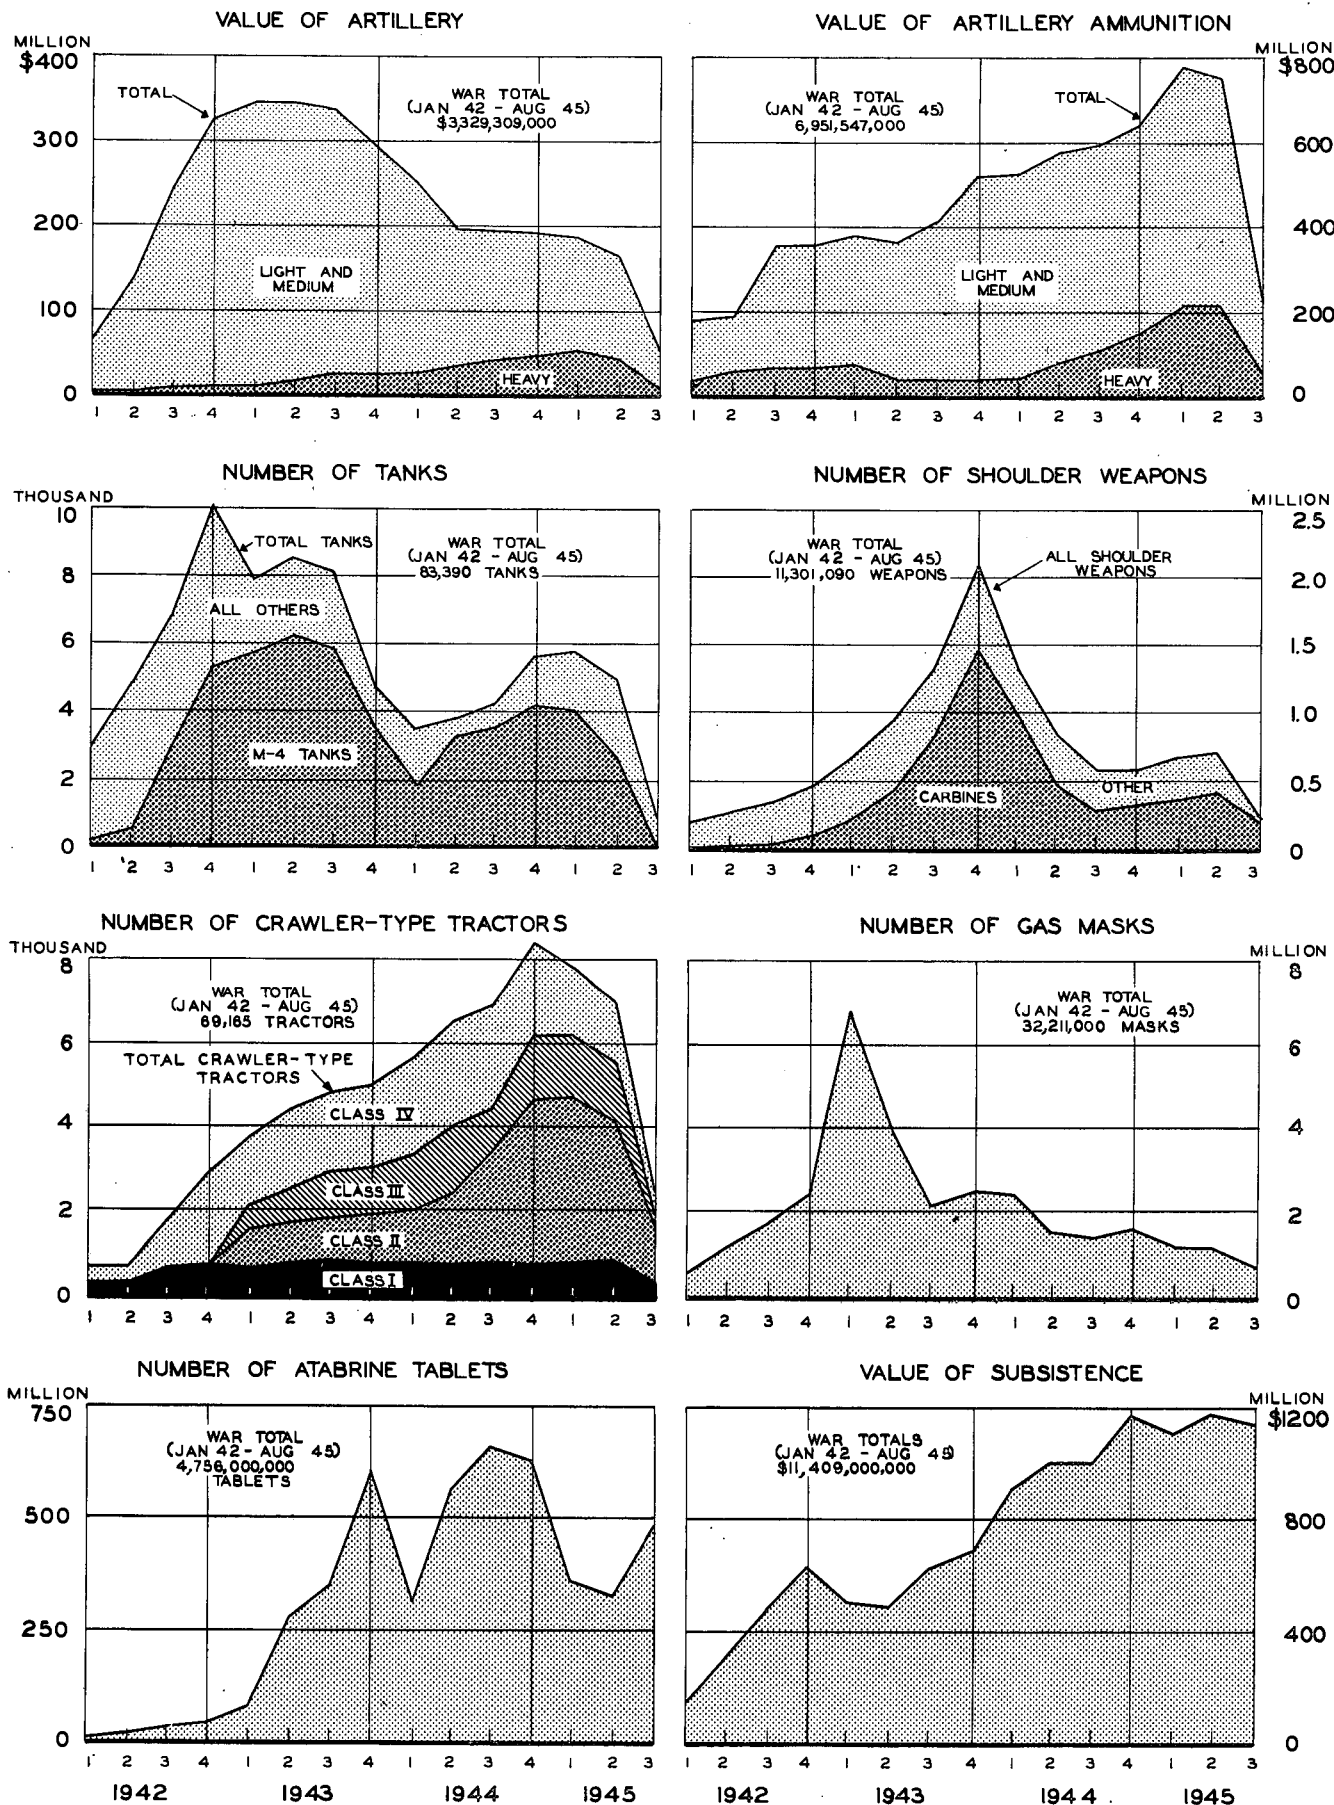 VALUE OF ARTILLERY
MILLION
$400
300
200
100
0
TOTAL
WAR TOTAL
(JAN 42 - AUG 45)
$3,329,309,000
LIGHT AND
MEDIUM
HEAVY
1 2 3 4 1 2 3 4 1 2 3 4 1 2 3
VALUE OF ARTILLERY AMMUNITION
MILLION
$800
600
400
200
0
WAR TOTAL
(JAN 42 - AUG 45)
6,951,547,000
TOTAL
LIGHT AND
MEDIUM
HEAVY
1 2 3 4 1 2 3 4 1 2 3 4 1 2 3
NUMBER OF TANKS
THOUSAND
10
8
6
4
2
0
TOTAL TANKS
WAR TOTAL
(JAN 42 - AUG 45)
83,390 TANKS
ALL OTHERS
M-4 TANKS
1 2 3 4 1 2 3 4 1 2 3 4 1 2 3
NUMBER OF SHOULDER WEAPONS
MILLION
2.5
2.0
1.5
1.0
0.5
0
WAR TOTAL
(JAN 42 - AUG 45)
11,301,090 WEAPONS
ALL SHOULDER
WEAPONS
CARBINES
OTHER
1 2 3 4 1 2 3 4 1 2 3 4 1 2 3
NUMBER OF CRAWLER-TYPE TRACTORS
THOUSAND
8
6
4
2
0
WAR TOTAL
(JAN 42 - AUG 45)
69,165 TRACTORS
TOTAL CRAWLER-TYPE
TRACTORS
CLASS IV
CLASS III
CLASS II
CLASS I
1 2 3 4 1 2 3 4 1 2 3 4 1 2 3
NUMBER OF GAS MASKS
MILLION
8
6
4
2
0
WAR TOTAL
(JAN 42 - AUG 45)
32,211,000 MASKS
1 2 3 4 1 2 3 4 1 2 3 4 1 2 3
NUMBER OF ATABRINE TABLETS
MILLION
750
500
250
0
WAR TOTAL
(JAN 42 - AUG 45)
4,756,000,000
TABLETS
1 2 3 4 1 2 3 4 1 2 3 4 1 2 3
1942 1943 1944 1945
VALUE OF SUBSISTENCE
MILLION
$1200
800
400
0
WAR TOTALS
(JAN 42 - AUG 45)
$11,409,000,000
1 2 3 4 1 2 3 4 1 2 3 4 1 2 3
1942 1943 1944 1945